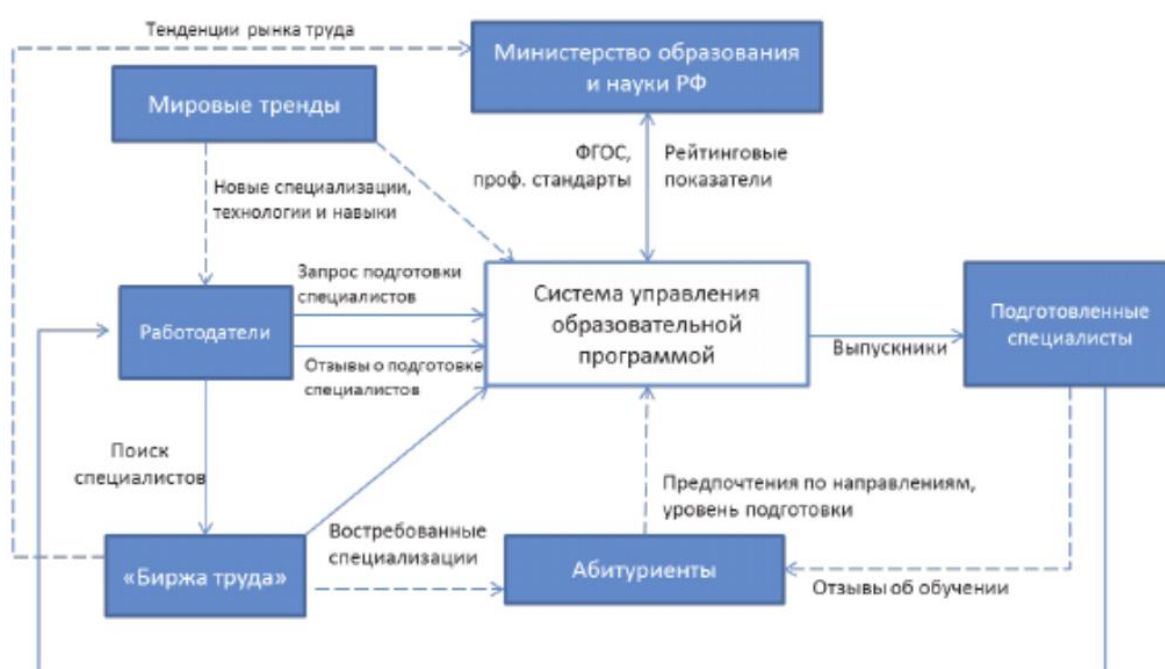 Тенденции рынка труда
Министерство образования
и науки РФ
Мировые тренды
ФГОС,
проф. стандарты
Рейтинговые
показатели
Новые специализации,
технологии и навыки
Запрос подготовки
специалистов
Система управления
образовательной
программой
Подготовленные
специалисты
Работодатели
Выпускники
Отзывы о подготовке
специалистов
Поиск
специалистов
Предпочтения по направлениям,
уровень подготовки
Востребованные
специализации
«Биржа труда»
Абитуриенты
Отзывы об обучении